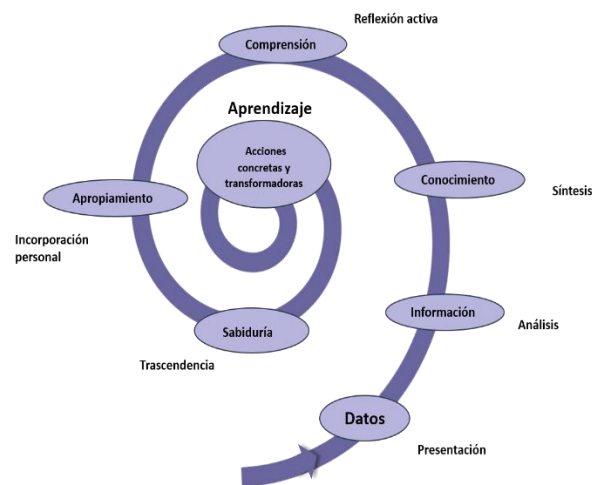 Reflexión activa
Comprensión
Aprendizaje
Acciones
concretas y
transformadoras
Conocimiento
Síntesis
Apropiamiento
Incorporación
personal
Información
Análisis
Sabiduría
Trascendencia
Datos
Presentación